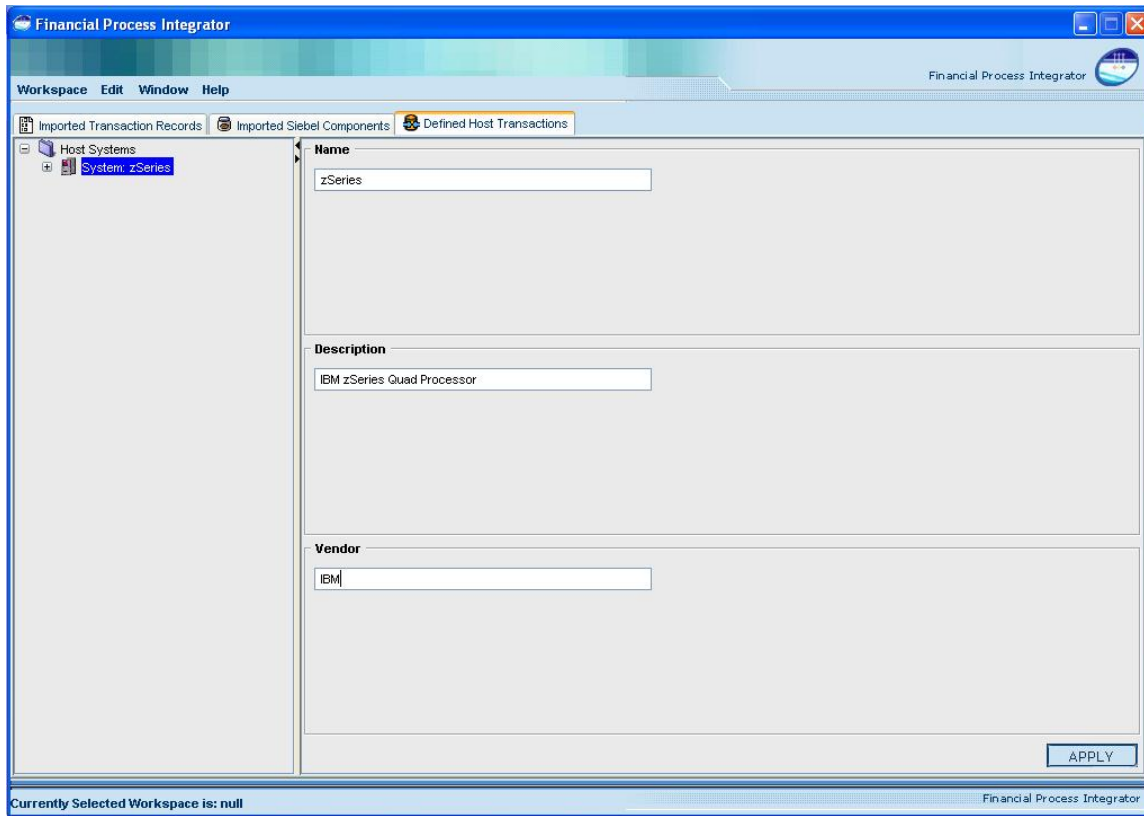 Financial Process Integrator
Financial Process Integrator
Workspace Edit Window Help
Imported Transaction Records Imported Siebel Components Defined Host Transactions
Host Systems
System: zSeries
Name
zSeries
Description
IBM zSeries Quad Processor
Vendor
IBM
APPLY
Currently Selected Workspace is: null
Financial Process Integrator